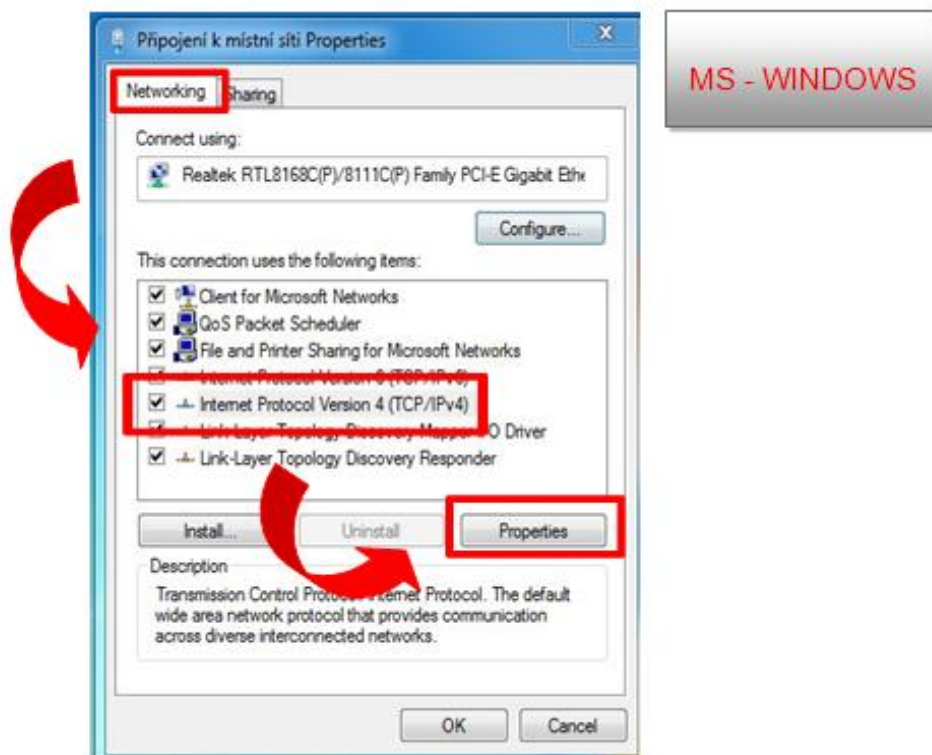 Připojení k místní síti Properties
MS - WINDOWS
Networking Sharing
Connect using:
Realtek RTL8168C(P)/8111C(P) Family PCI-E Gigabit Ethe
Configure...
This connection uses the following items:
Client for Microsoft Networks
QoS Packet Scheduler
File and Printer Sharing for Microsoft Networks
Internet Protocol Version 6 (TCP/IPv6)
Internet Protocol Version 4 (TCP/IPv4)
Link-Layer Topology Discovery Mapper I/O Driver
Link-Layer Topology Discovery Responder
Install... Uninstall Properties
Description
Transmission Control Internet Protocol. The default
wide area network protocol that provides communication
across diverse interconnected networks.
OK Cancel